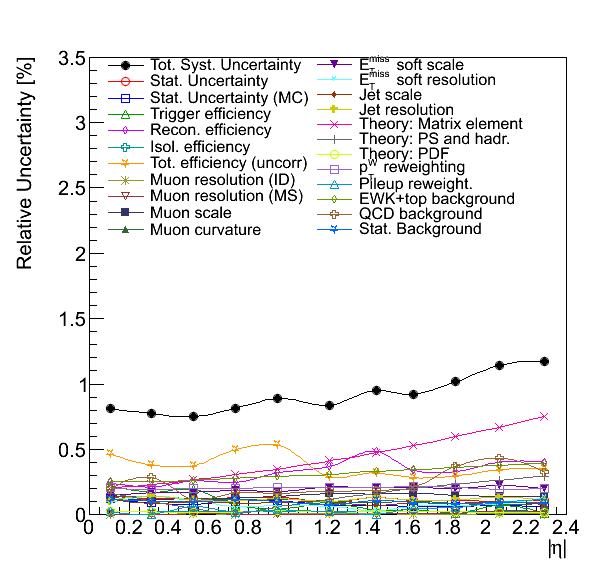 Relative Uncertainty [%]
3.5
3
2.5
2
1.5
1
0.5
0
Tot. Syst. Uncertainty
Stat. Uncertainty
Stat. Uncertainty (MC)
Trigger efficiency
Recon. efficiency
Isol. efficiency
Tot. efficiency (uncorr)
Muon resolution (ID)
Muon resolution (MS)
Muon scale
Muon curvature
E_T^miss soft scale
E_T^miss soft resolution
Jet scale
Jet resolution
Theory: Matrix element
Theory: PS and hadr.
Theory: PDF
p_T^W reweighting
Pileup reweight.
EWK+top background
QCD background
Stat. Background
0 0.2 0.4 0.6 0.8 1 1.2 1.4 1.6 1.8 2 2.2 2.4
|η|